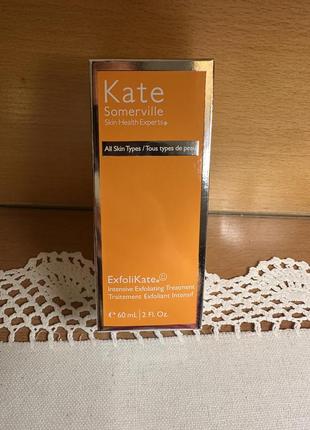 Kate
Somerville
Skin Health Experts®
All Skin Types / Tous types de peau
ExfoliKate®
Intensive Exfoliating Treatment
Traitement Exfoliant Intensif
℮ 60 mL | 2 Fl. Oz.